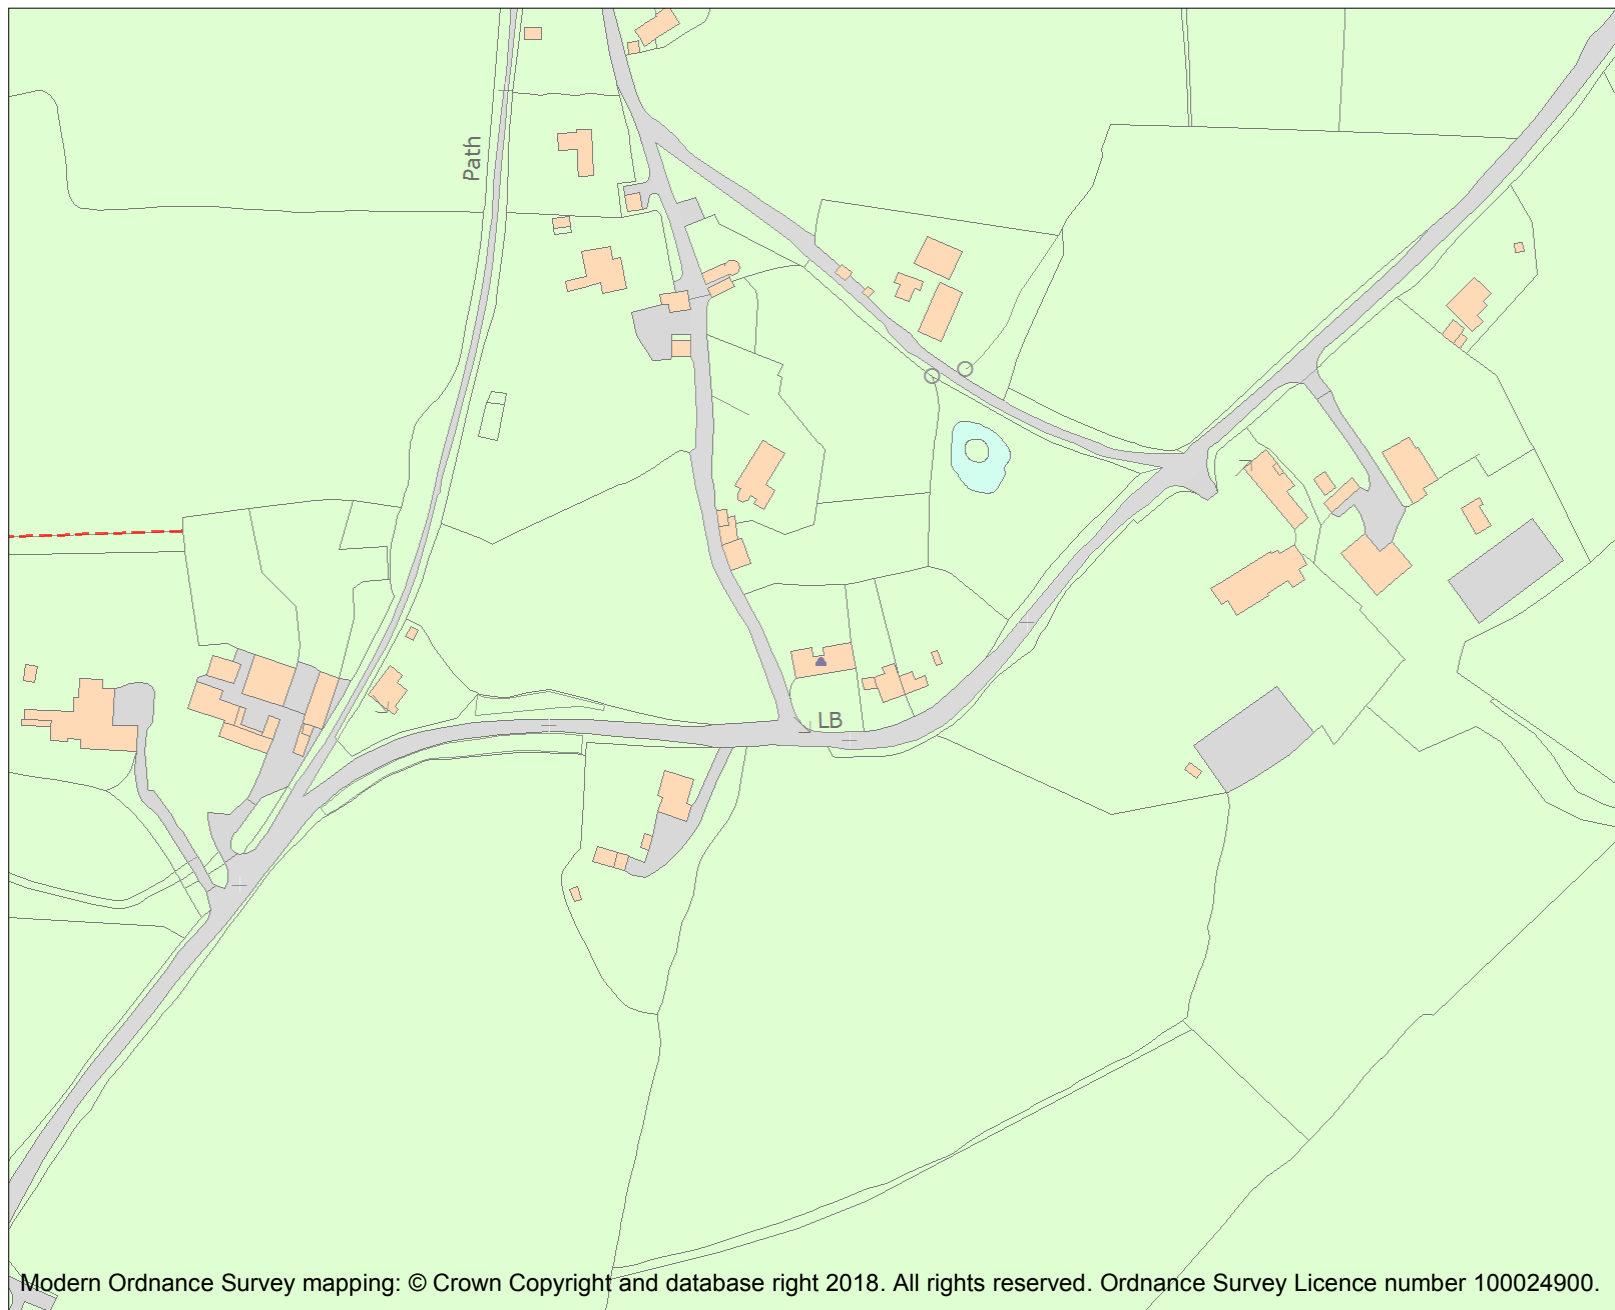 Path
LB
Modern Ordnance Survey mapping: © Crown Copyright and database right 2018. All rights reserved. Ordnance Survey Licence number 100024900.